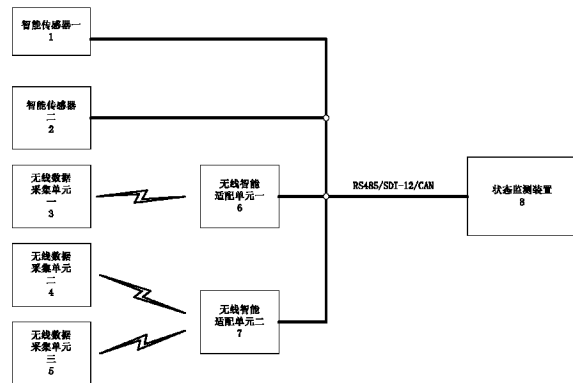 智能传感器一
1
智能传感器
二
2
无线数据
采集单元
一
3
无线智能
适配单元一
6
RS485/SDI-12/CAN
状态监测装置
8
无线数据
采集单元
二
4
无线智能
适配单元二
7
无线数据
采集单元
三
5